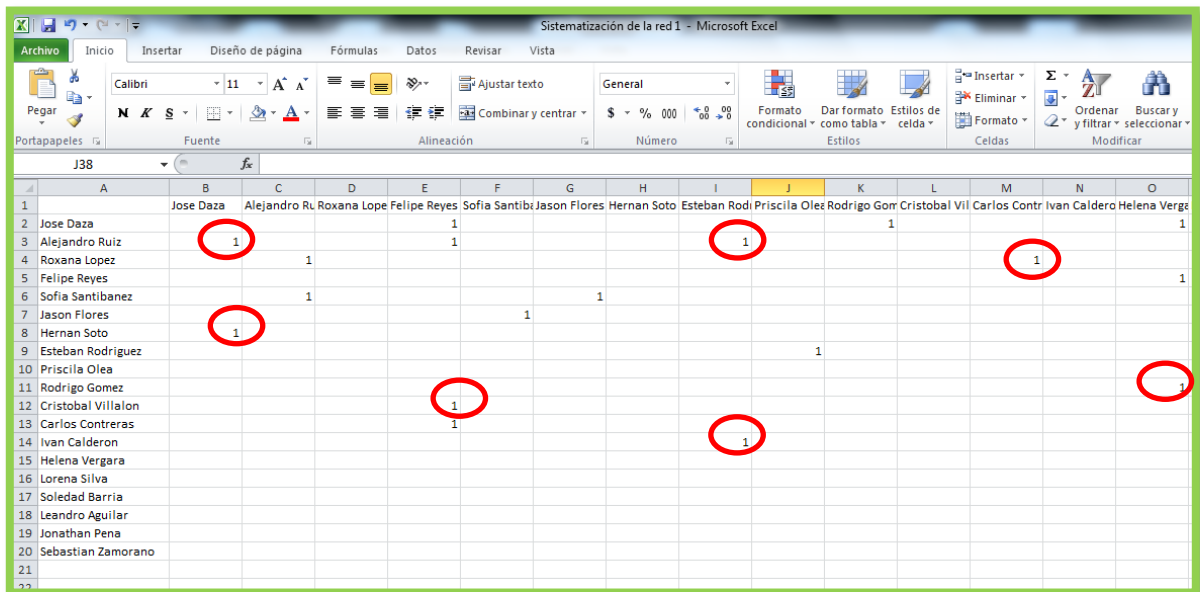 Sistematización de la red 1 - Microsoft Excel
Archivo Inicio Insertar Diseño de página Fórmulas Datos Revisar Vista
Pegar
Calibri 11
N K S
Ajustar texto
Combinar y centrar
General
$ % 000
Formato condicional
Dar formato como tabla
Estilos de celda
Insertar
Eliminar
Formato
Ordenar y filtrar
Buscar y seleccionar
Portapapeles Fuente Alineación Número Estilos Celdas Modificar
J38 fx
A B C D E F G H I J K L M N O
1 Jose Daza Alejandro Ru Roxana Lope Felipe Reyes Sofia Santiba Jason Flores Hernan Soto Esteban Rodr Priscila Olea Rodrigo Gom Cristobal Vil Carlos Contr Ivan Caldero Helena Verga
2 Jose Daza 1 1 1
3 Alejandro Ruiz 1 1 1
4 Roxana Lopez 1 1
5 Felipe Reyes 1
6 Sofia Santibanez 1 1
7 Jason Flores 1
8 Hernan Soto 1
9 Esteban Rodriguez 1
10 Priscila Olea
11 Rodrigo Gomez 1
12 Cristobal Villalon 1
13 Carlos Contreras 1
14 Ivan Calderon 1
15 Helena Vergara
16 Lorena Silva
17 Soledad Barria
18 Leandro Aguilar
19 Jonathan Pena
20 Sebastian Zamorano
21
22